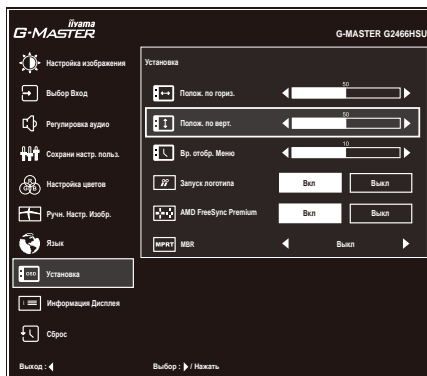 iiyama
G-MASTER
G-MASTER G2466HSU
Настройка изображения
Выбор Вход
Регулировка аудио
Сохрани настр. польз.
R
G B
Настройка цветов
Ручн. Настр. Изобр.
Язык
OSD
Установка
i
Информация Дисплея
Сброс
Установка
Полож. по гориз.
50
Полож. по верт.
50
Вр. отобр. Меню
10
Запуск логотипа
Вкл
Выкл
AMD FreeSync Premium
Вкл
Выкл
MPRT
MBR
Выкл
Выход :
Выбор : / Нажать